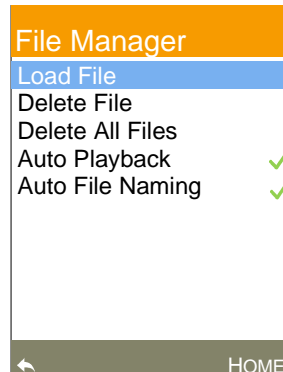 File Manager
Load File
Delete File
Delete All Files
Auto Playback
Auto File Naming
HOME